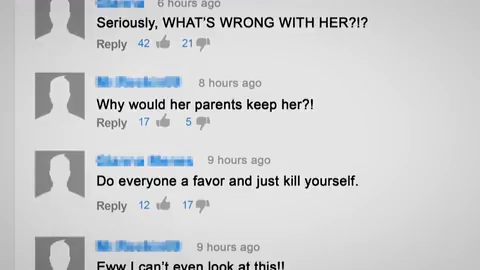 6 hours ago
Seriously, WHAT'S WRONG WITH HER?!?
Reply 42 21
8 hours ago
Why would her parents keep her?!
Reply 17 5
9 hours ago
Do everyone a favor and just kill yourself.
Reply 12 17
9 hours ago
Eww I can't even look at this!!